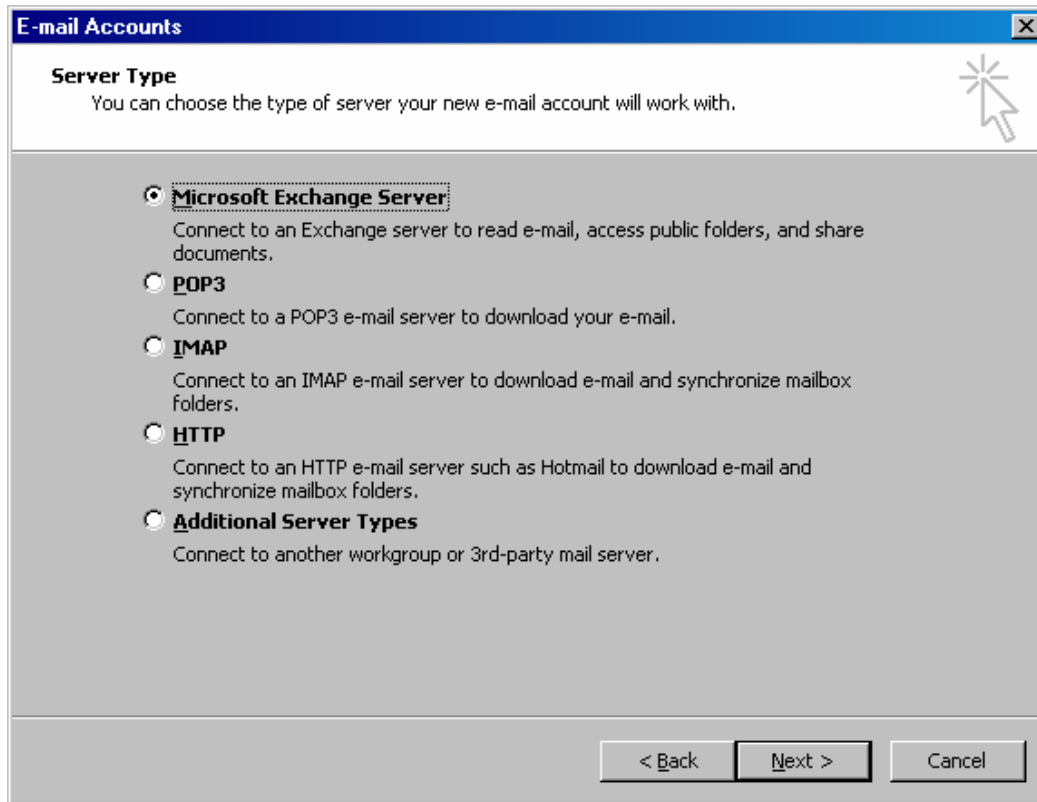 E-mail Accounts
Server Type
You can choose the type of server your new e-mail account will work with.
Microsoft Exchange Server
Connect to an Exchange server to read e-mail, access public folders, and share
documents.
POP3
Connect to a POP3 e-mail server to download your e-mail.
IMAP
Connect to an IMAP e-mail server to download e-mail and synchronize mailbox
folders.
HTTP
Connect to an HTTP e-mail server such as Hotmail to download e-mail and
synchronize mailbox folders.
Additional Server Types
Connect to another workgroup or 3rd-party mail server.
< Back Next > Cancel